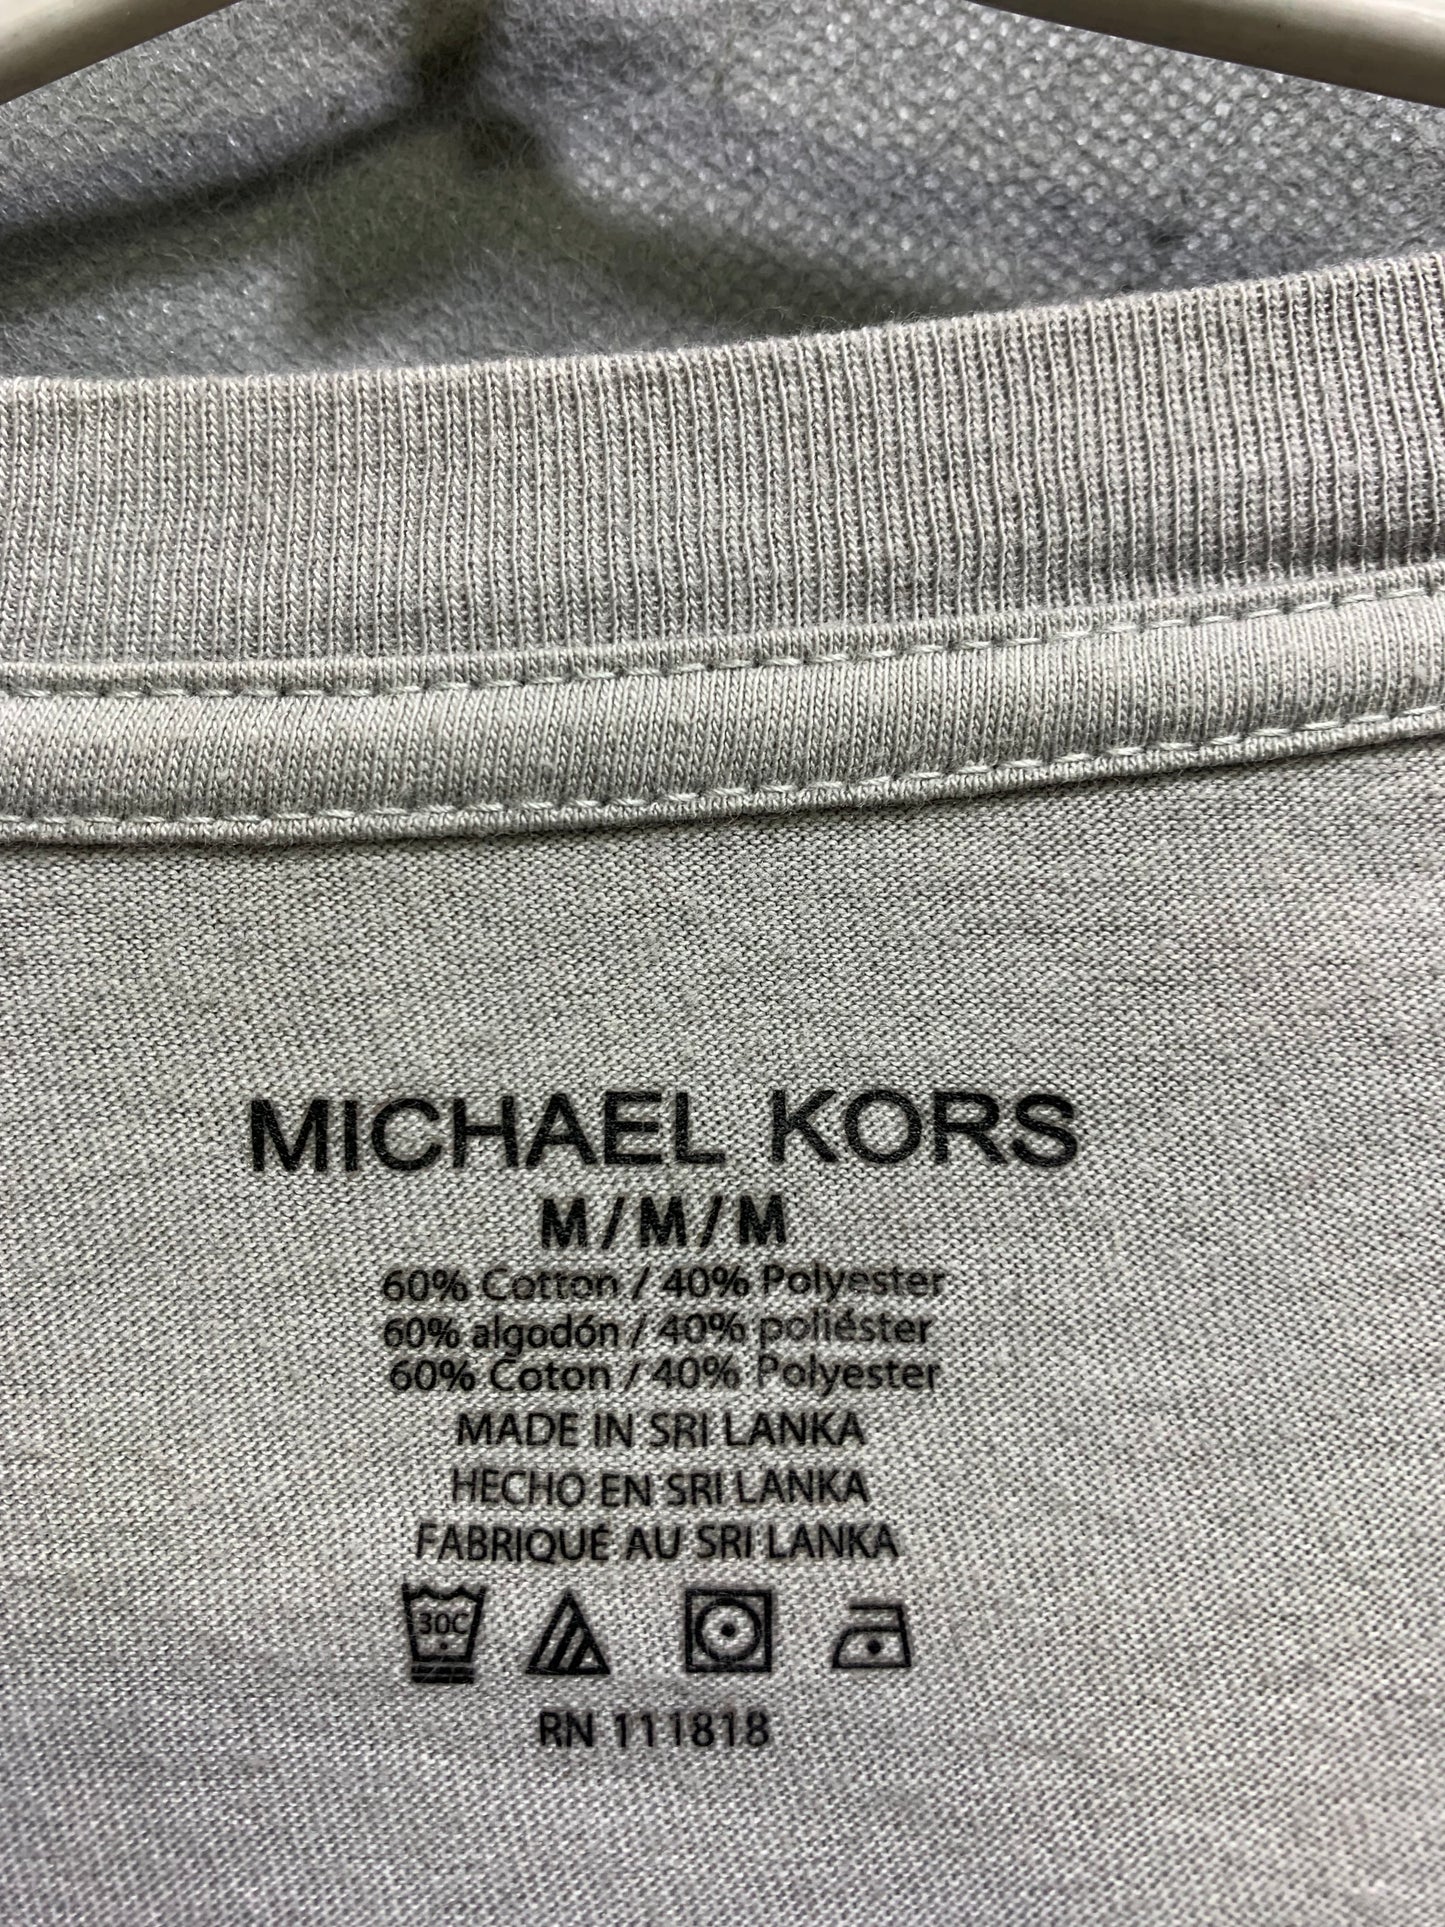 MICHAEL KORS
M/M/M
60% Cotton / 40% Polyester
60% algodón / 40% poliéster
60% Coton / 40% Polyester
MADE IN SRI LANKA
HECHO EN SRI LANKA
FABRIQUÉ AU SRI LANKA
30C
RN 111818